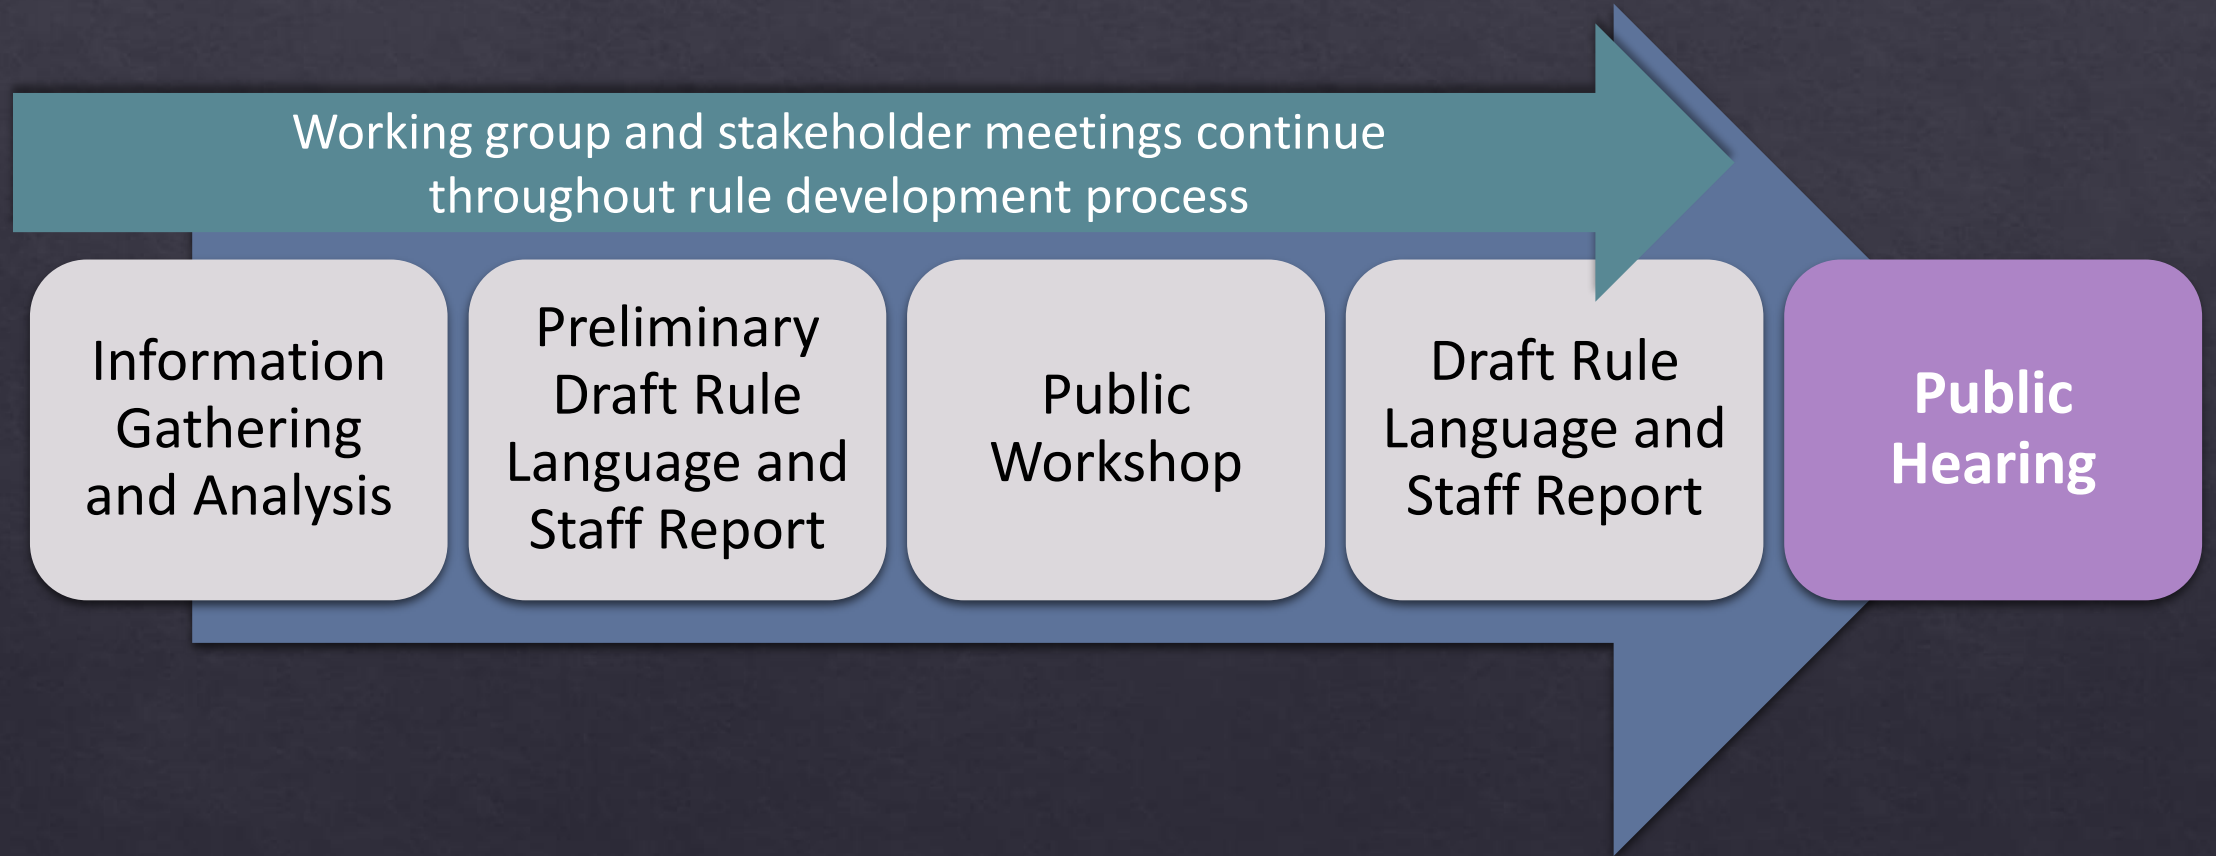 Working group and stakeholder meetings continue
throughout rule development process
Information
Gathering
and Analysis
Preliminary
Draft Rule
Language and
Staff Report
Public
Workshop
Draft Rule
Language and
Staff Report
Public
Hearing